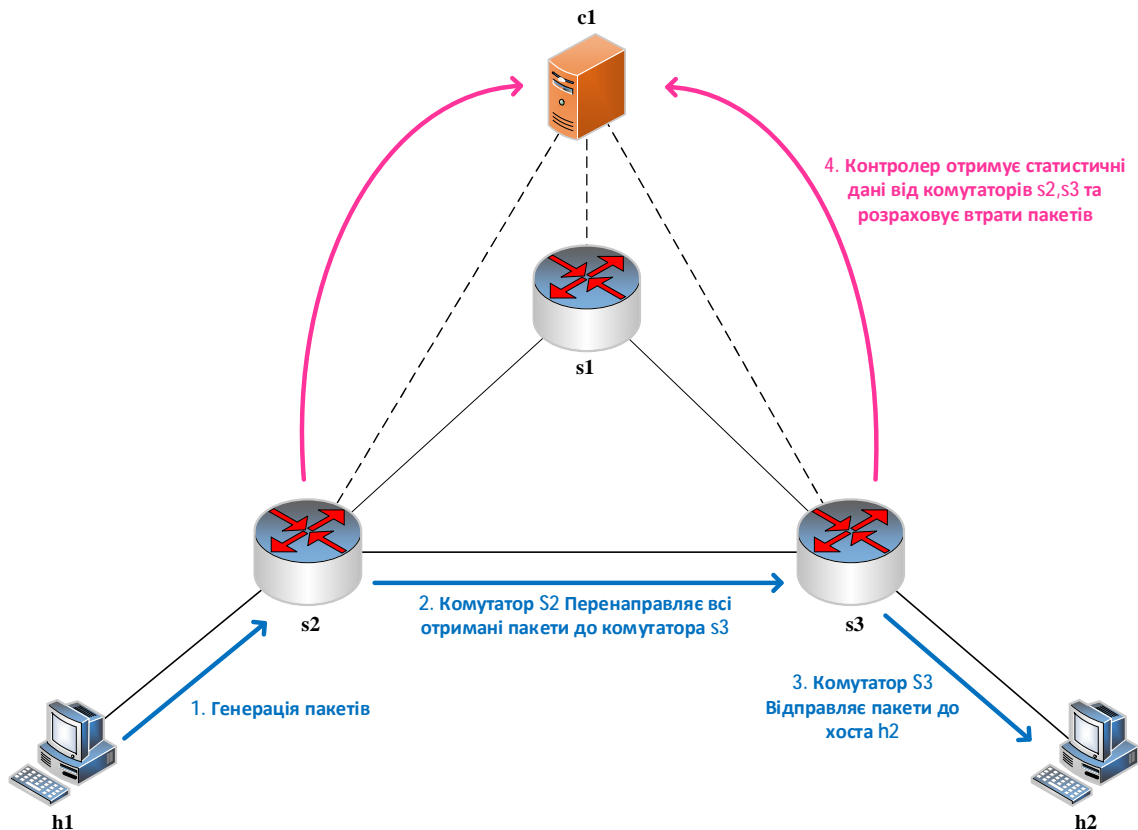 c1
4. Контролер отримує статистичні
дані від комутаторів s2,s3 та
розраховує втрати пакетів
s1
2. Комутатор S2 Перенаправляє всі
отримані пакети до комутатора s3
s2
s3
1. Генерація пакетів
3. Комутатор S3
Відправляє пакети до
хоста h2
h1
h2